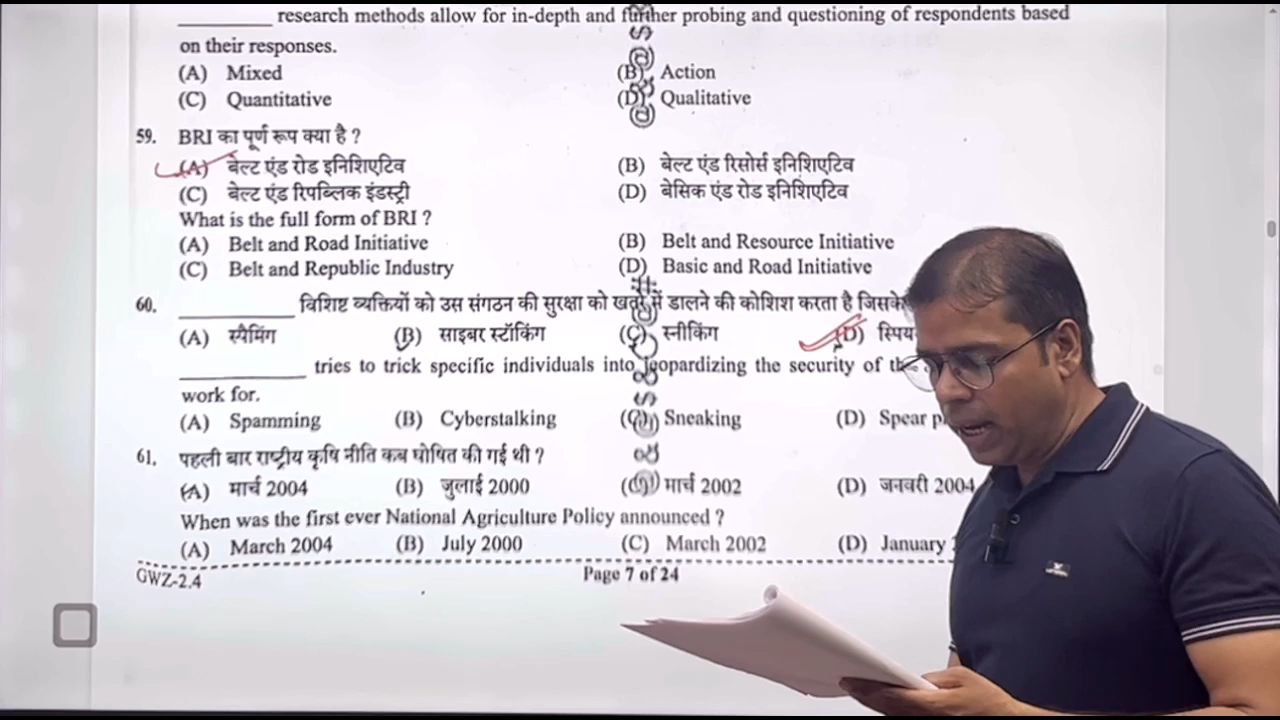 __________ research methods allow for in-depth and further probing and questioning of respondents based
on their responses.
(A) Mixed (B) Action
(C) Quantitative (D) Qualitative
59. BRI का पूर्ण रूप क्या है ?
(A) बेल्ट एंड रोड इनिशिएटिव (B) बेल्ट एंड रिसोर्स इनिशिएटिव
(C) बेल्ट एंड रिपब्लिक इंडस्ट्री (D) बेसिक एंड रोड इनिशिएटिव
What is the full form of BRI ?
(A) Belt and Road Initiative (B) Belt and Resource Initiative
(C) Belt and Republic Industry (D) Basic and Road Initiative
60. __________ विशिष्ट व्यक्तियों को उस संगठन की सुरक्षा को खतरे में डालने की कोशिश करता है जिसके
(A) स्पैमिंग (B) साइबर स्टॉकिंग (C) स्नीकिंग (D) स्पिय
__________ tries to trick specific individuals into jeopardizing the security of
work for.
(A) Spamming (B) Cyberstalking (C) Sneaking (D) Spear
61. पहली बार राष्ट्रीय कृषि नीति कब घोषित की गई थी ?
(A) मार्च 2004 (B) जुलाई 2000 (C) मार्च 2002 (D) जनवरी 2004
When was the first ever National Agriculture Policy announced ?
(A) March 2004 (B) July 2000 (C) March 2002 (D) January
GWZ-2.4 Page 7 of 24